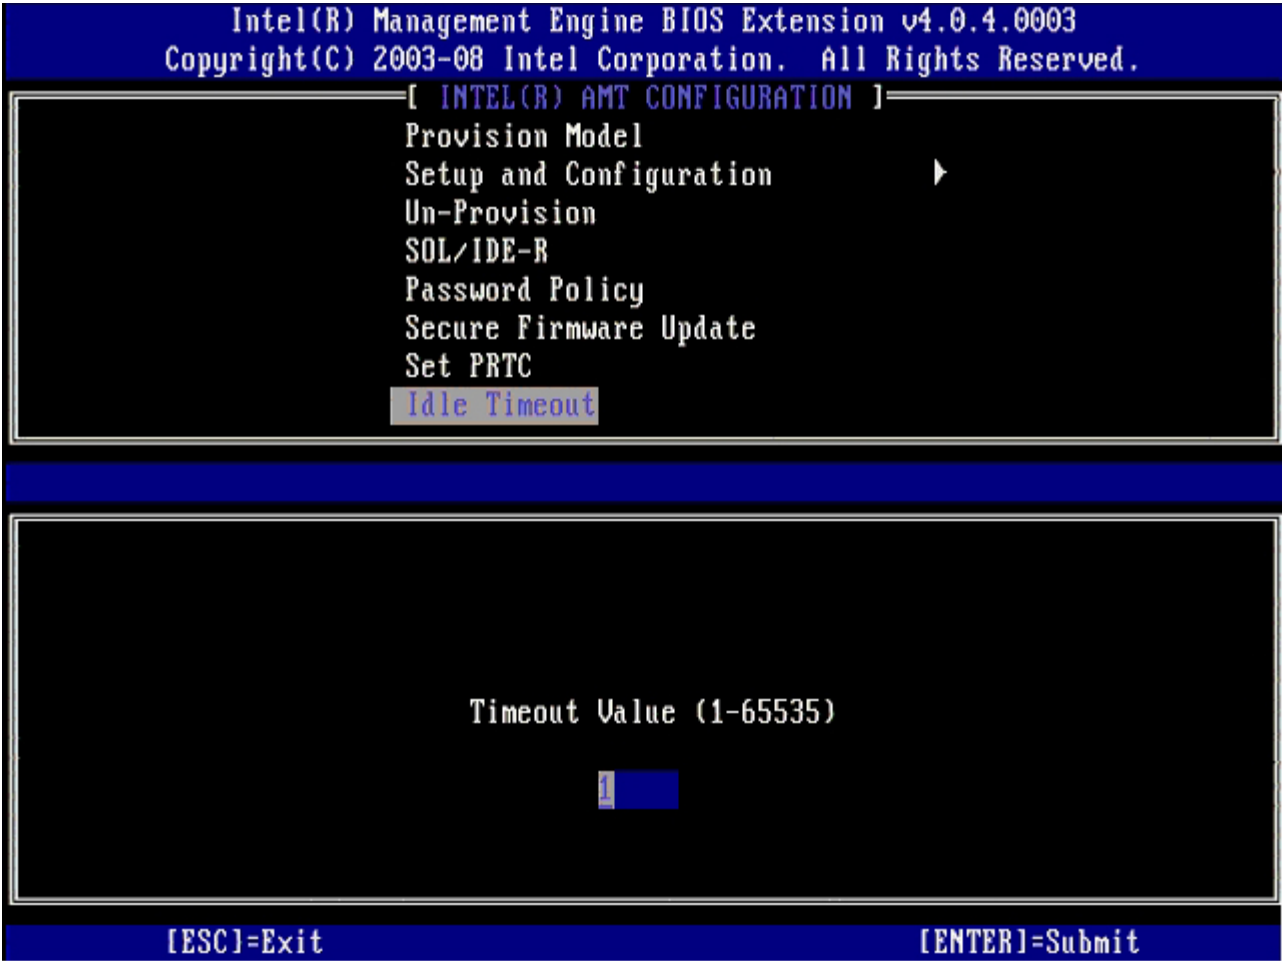 Intel(R) Management Engine BIOS Extension v4.0.4.0003
Copyright(C) 2003-08 Intel Corporation. All Rights Reserved.
[ INTEL(R) AMT CONFIGURATION ]
Provision Model
Setup and Configuration
Un-Provision
SOL/IDE-R
Password Policy
Secure Firmware Update
Set PRTC
Idle Timeout
Timeout Value (1-65535)
1
[ESC]=Exit [ENTER]=Submit